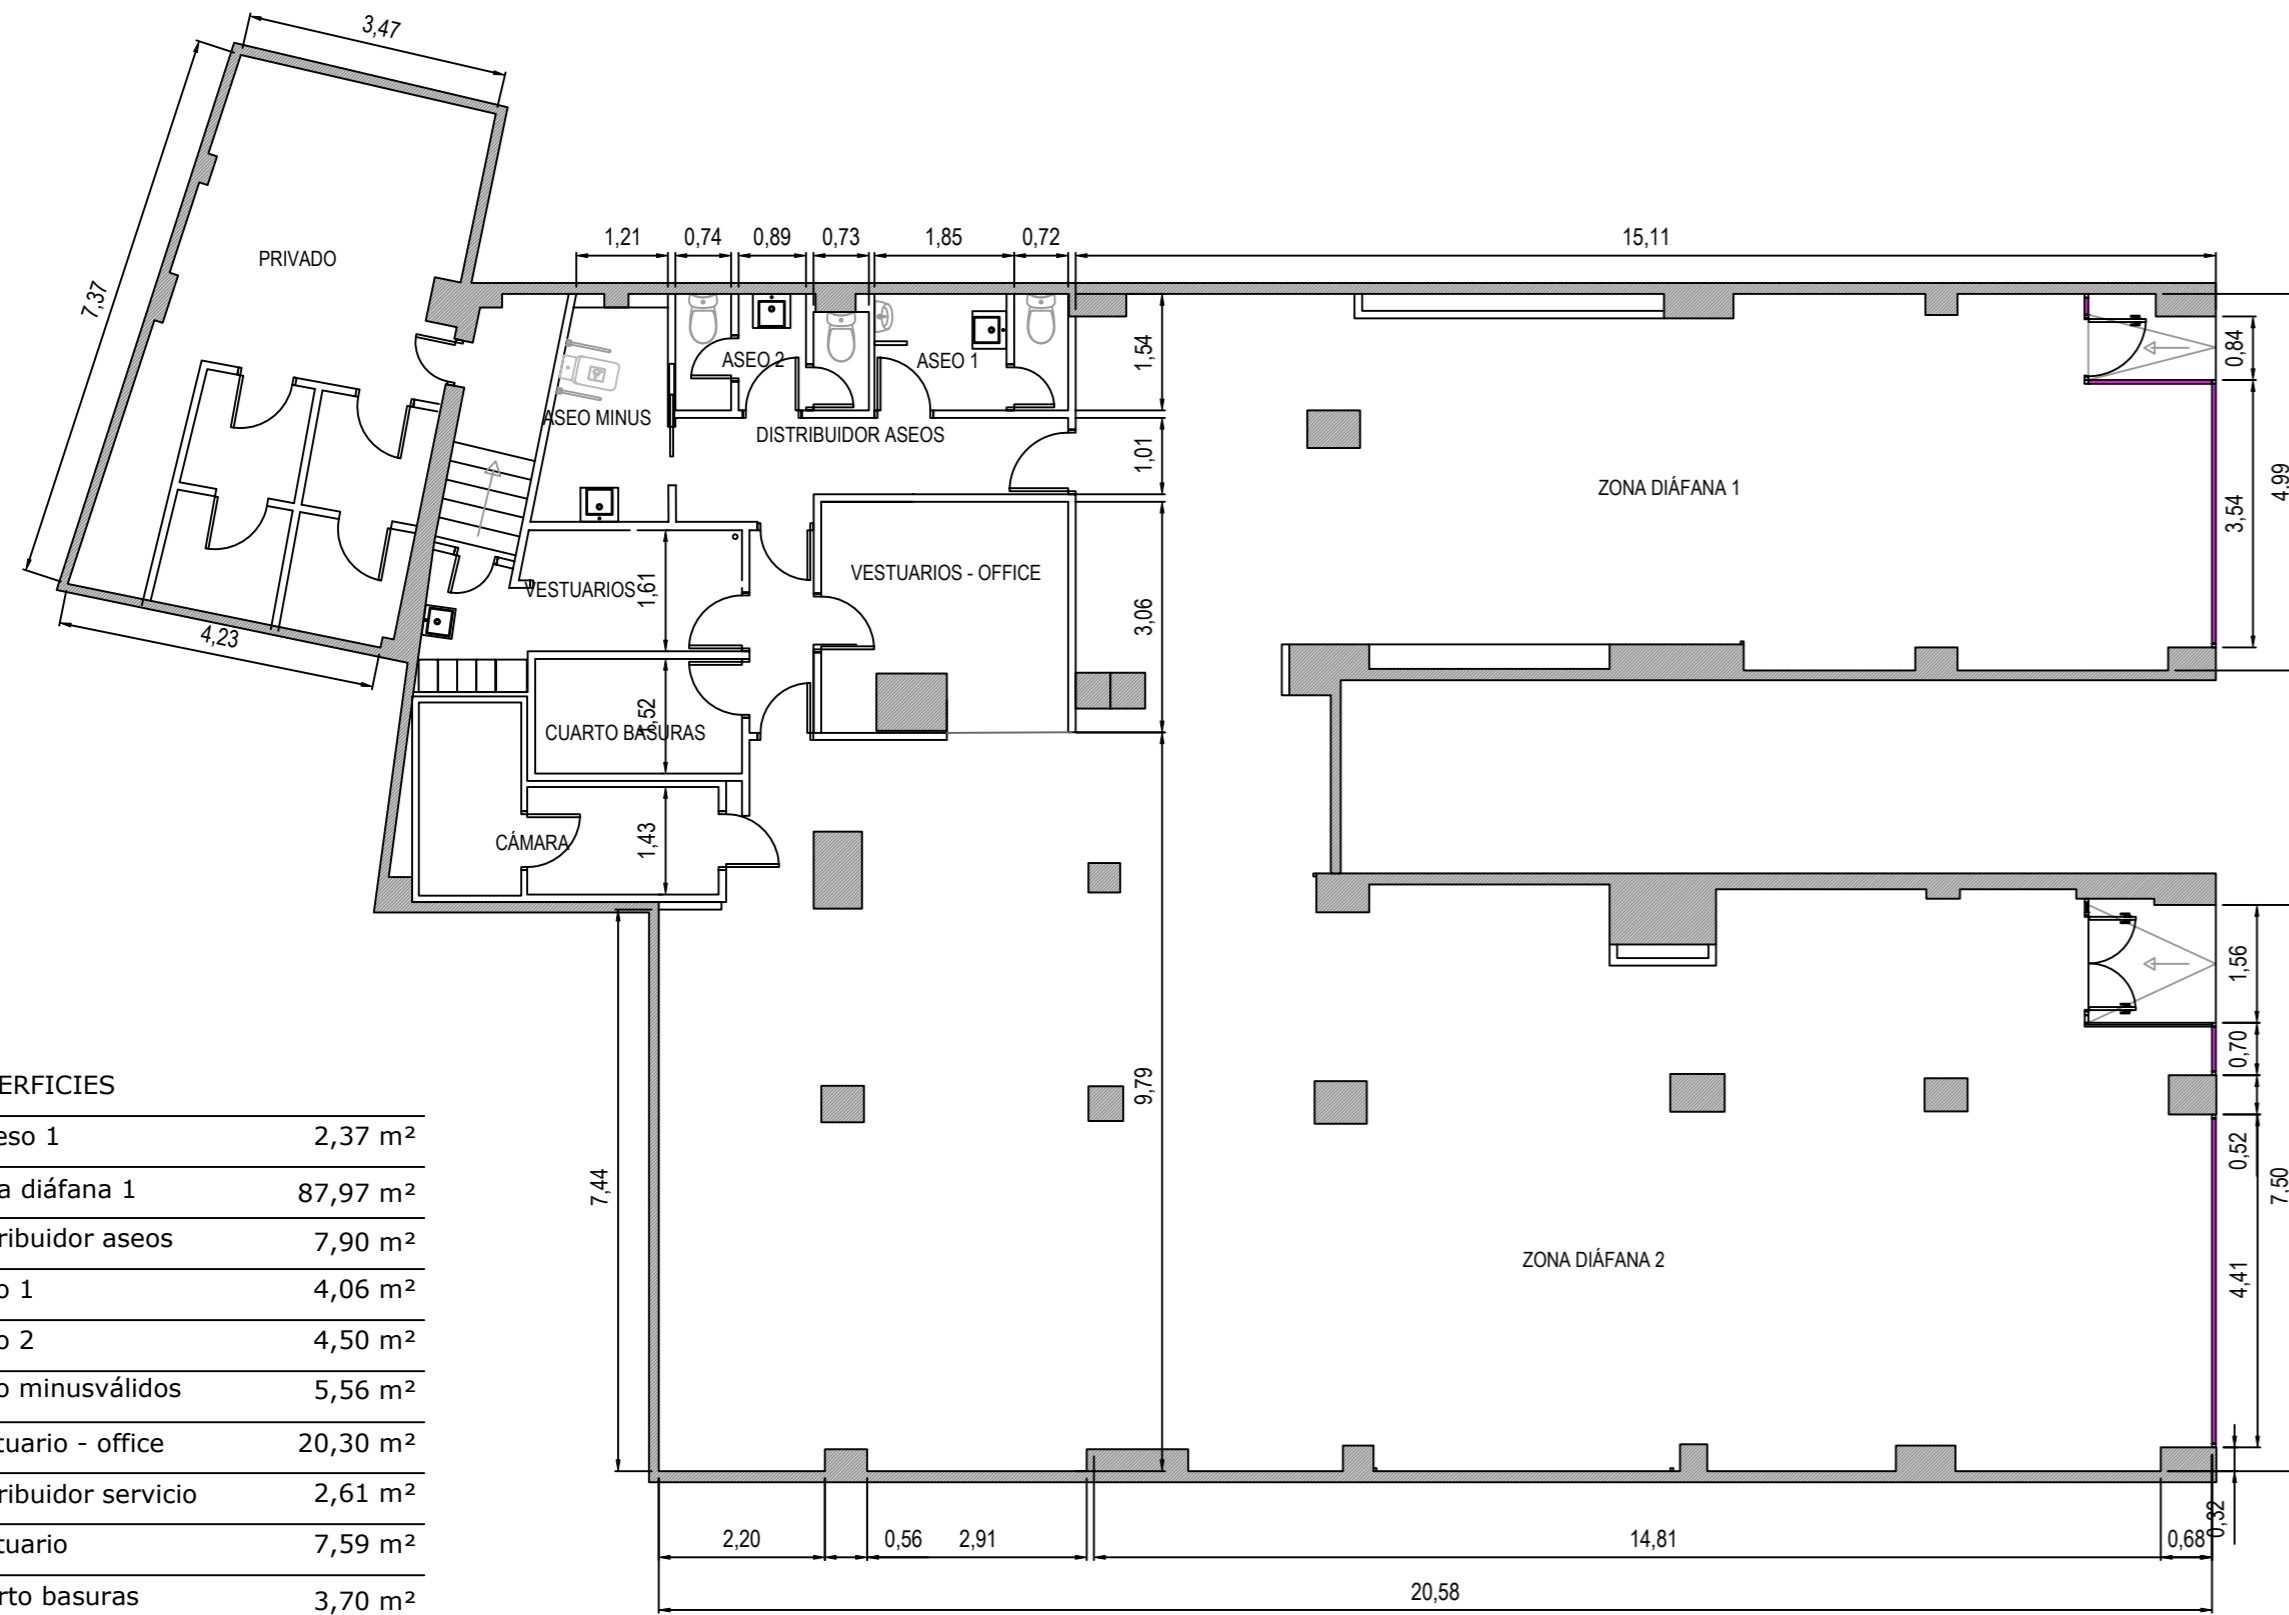 3,47
7,37
PRIVADO
4,23
1,21
0,74
0,89
0,73
1,85
0,72
15,11
ASEO 2
ASEO 1
ASEO MINUS
DISTRIBUIDOR ASEOS
1,54
1,01
3,06
0,84
3,54
4,99
ZONA DIÁFANA 1
VESTUARIOS
1,61
VESTUARIOS - OFFICE
CUARTO BASURAS
1,52
CÁMARA
1,43
9,79
7,44
1,56
0,70
0,52
4,41
7,50
0,32
ZONA DIÁFANA 2
2,20
0,56
2,91
14,81
0,68
20,58
ERFICIES
eso 1 2,37 m²
a diáfana 1 87,97 m²
ribuidor aseos 7,90 m²
o 1 4,06 m²
o 2 4,50 m²
o minusválidos 5,56 m²
tuario - office 20,30 m²
ribuidor servicio 2,61 m²
tuario 7,59 m²
rto basuras 3,70 m²